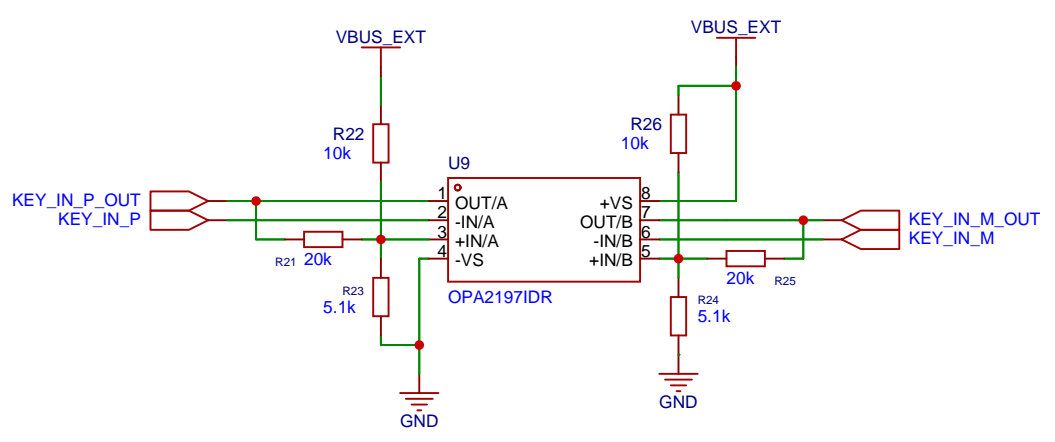 VBUS_EXT
VBUS_EXT
R22
10k
R26
10k
U9
KEY_IN_P_OUT
KEY_IN_P
1
2
3
4
OUT/A
-IN/A
+IN/A
-VS
+VS
OUT/B
-IN/B
+IN/B
8
7
6
5
KEY_IN_M_OUT
KEY_IN_M
R21 20k
20k R25
R23
5.1k
OPA2197IDR
R24
5.1k
GND
GND